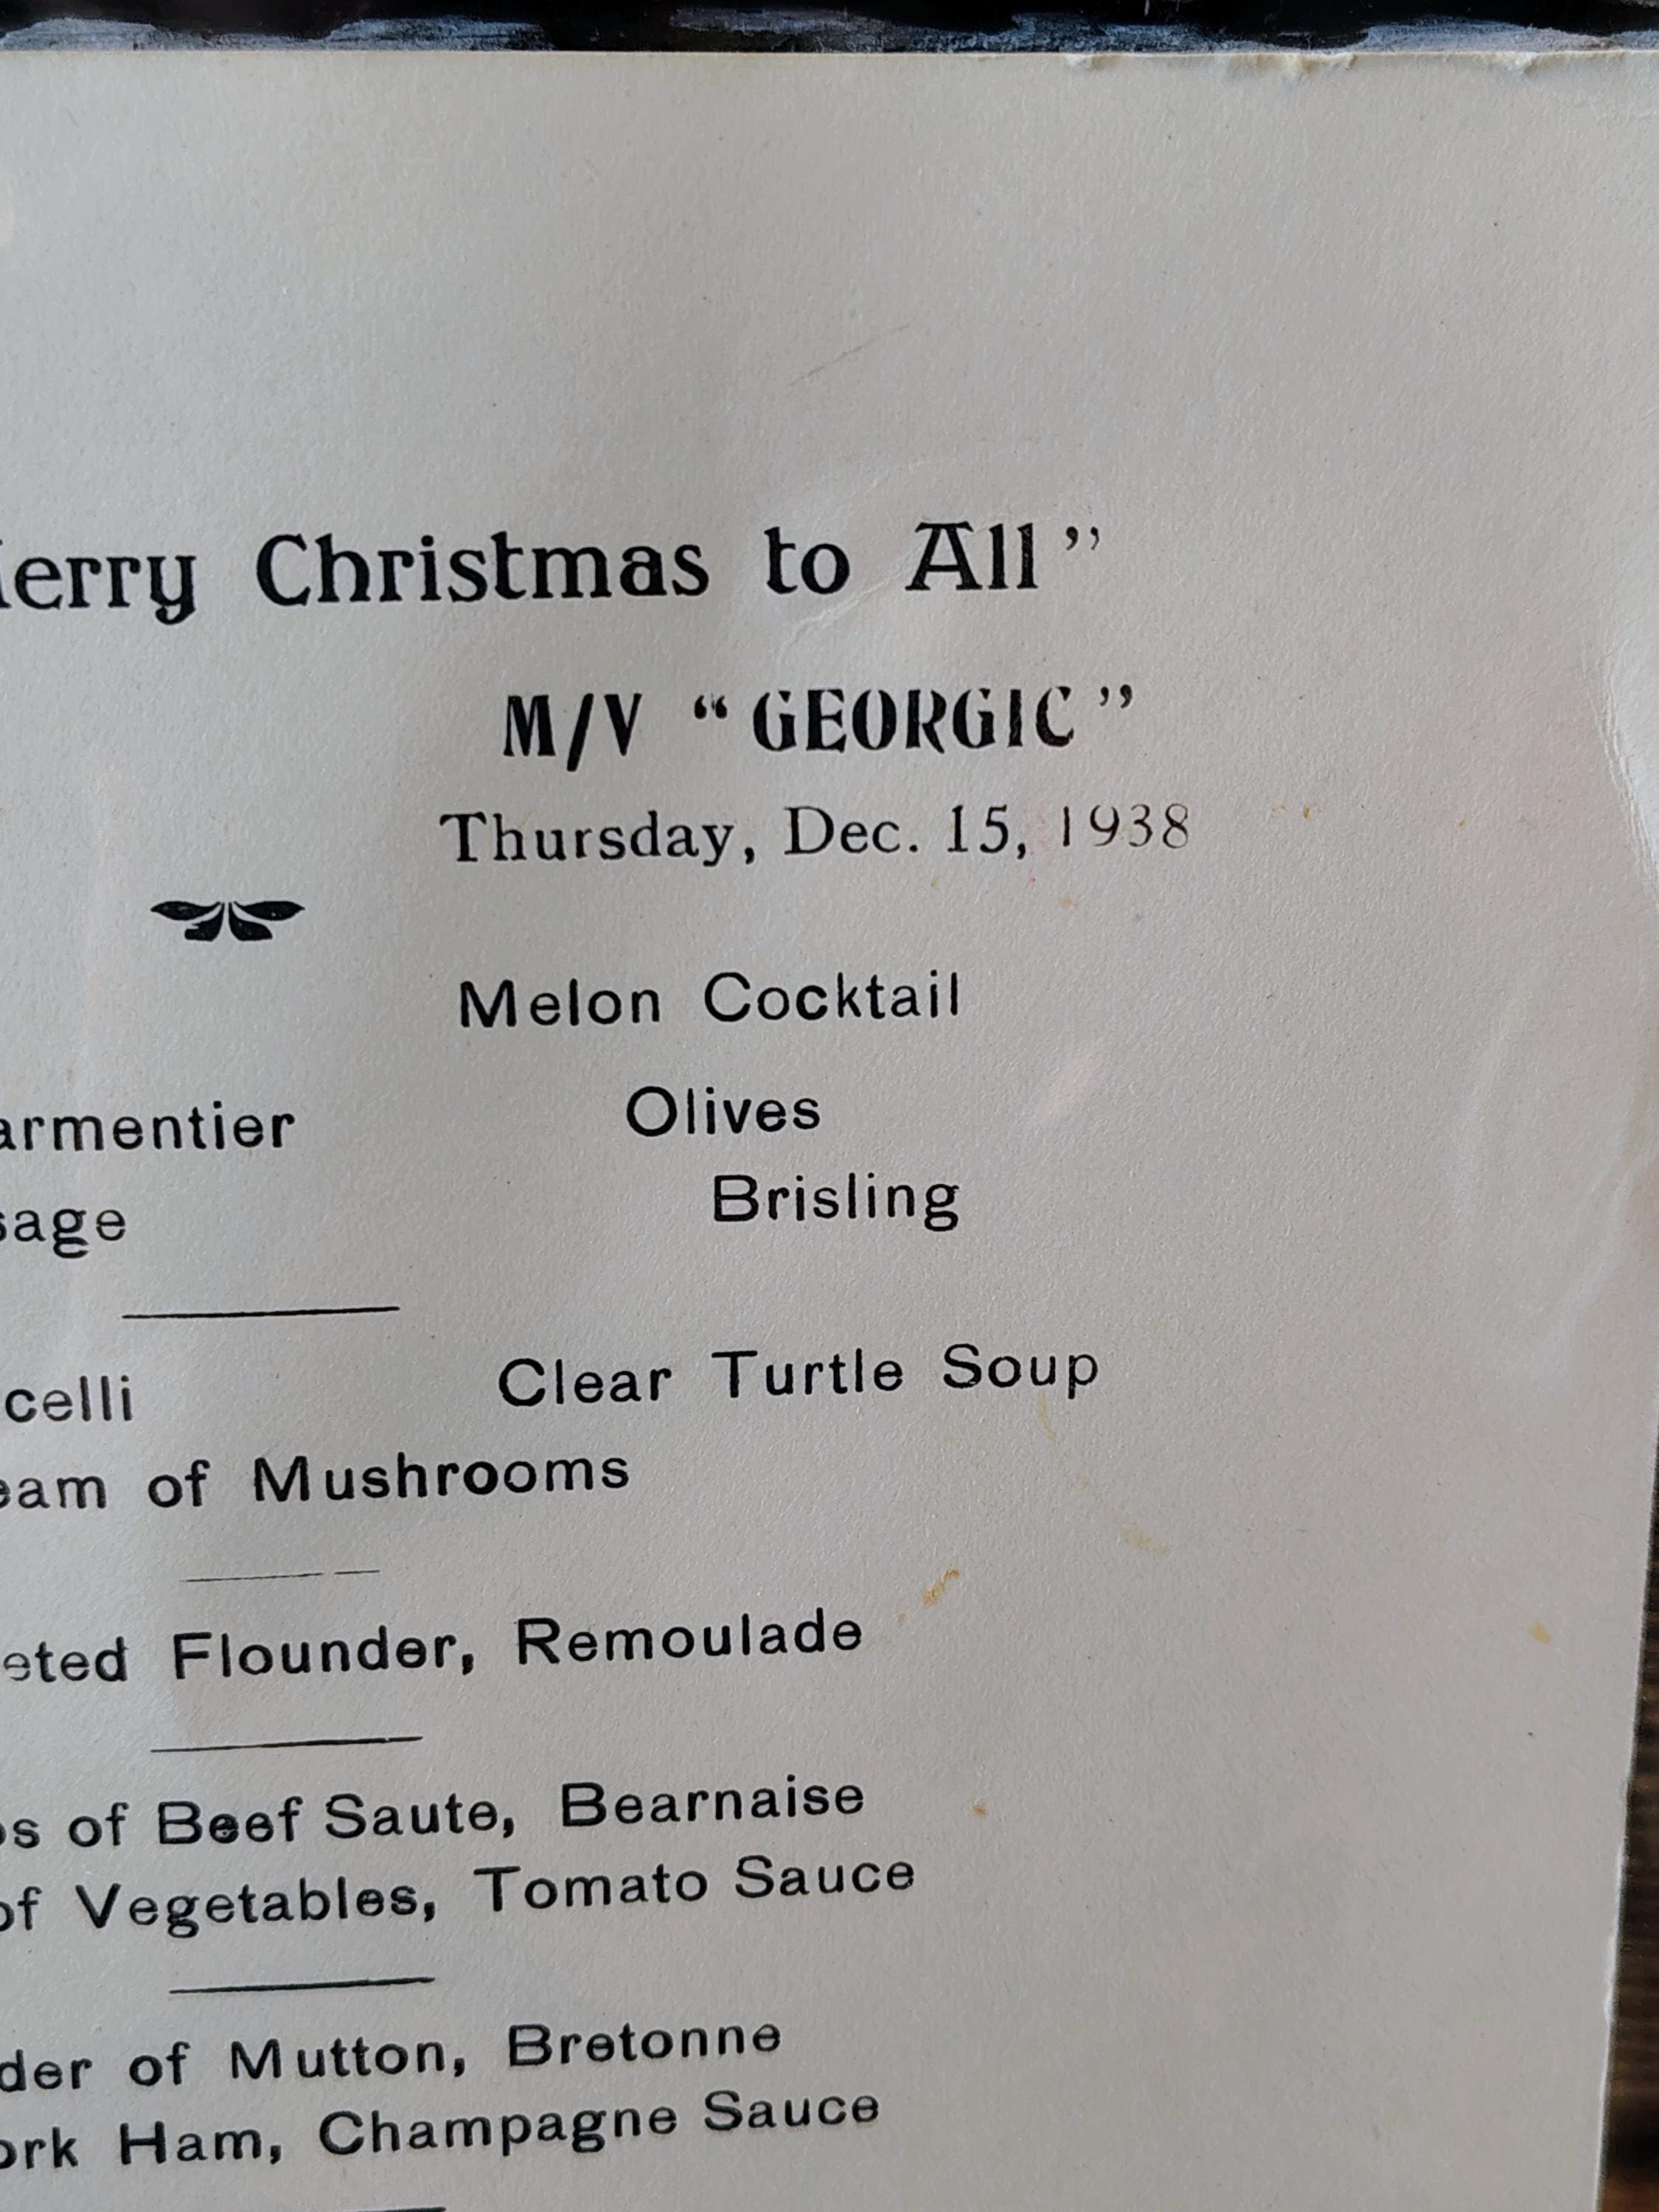 erry Christmas to All”
M/V “GEORGIC”
Thursday, Dec. 15, 1938
Melon Cocktail
armentier Olives
sage Brisling
celli Clear Turtle Soup
eam of Mushrooms
eted Flounder, Remoulade
os of Beef Saute, Bearnaise
of Vegetables, Tomato Sauce
der of Mutton, Bretonne
ork Ham, Champagne Sauce